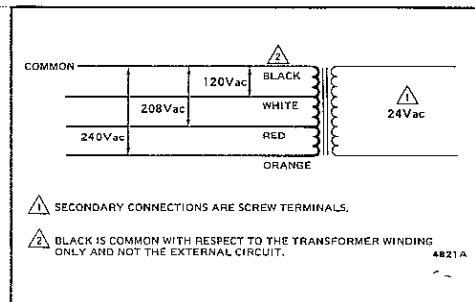 2
COMMON
BLACK
120Vac
WHITE
208Vac
RED
240Vac
ORANGE
1
24Vac
1 SECONDARY CONNECTIONS ARE SCREW TERMINALS.
2 BLACK IS COMMON WITH RESPECT TO THE TRANSFORMER WINDING
ONLY AND NOT THE EXTERNAL CIRCUIT.
4821A